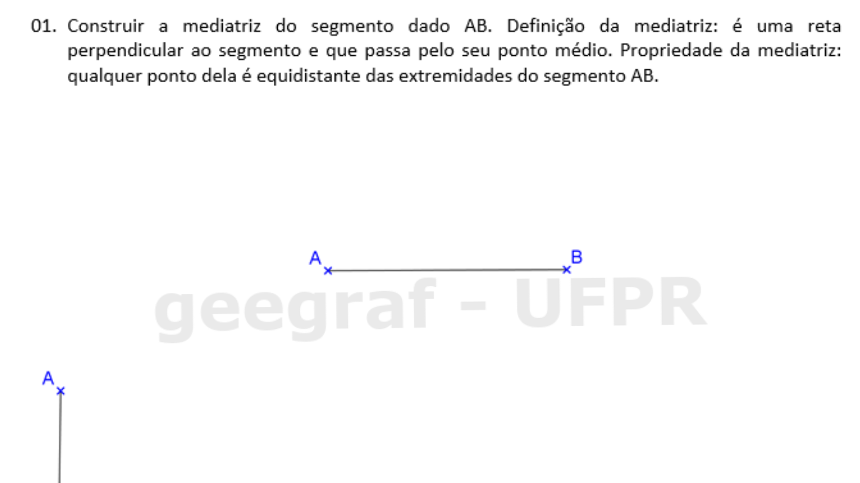 01. Construir a mediatriz do segmento dado AB. Definição da mediatriz: é uma reta
perpendicular ao segmento e que passa pelo seu ponto médio. Propriedade da mediatriz:
qualquer ponto dela é equidistante das extremidades do segmento AB.
A B
geegraf - UFPR
A